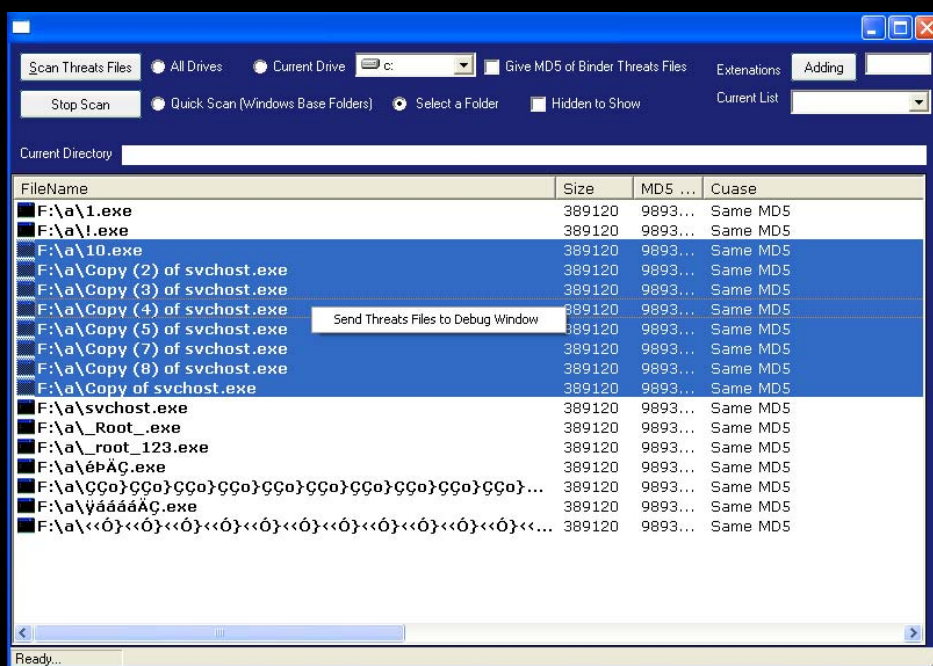 Scan Threats Files All Drives Current Drive c: Give MD5 of Binder Threats Files Extenations Adding
Stop Scan Quick Scan (Windows Base Folders) Select a Folder Hidden to Show Current List
Current Directory
FileName Size MD5 ... Cuase
F:\a\1.exe 389120 9893... Same MD5
F:\a\!.exe 389120 9893... Same MD5
F:\a\10.exe 389120 9893... Same MD5
F:\a\Copy (2) of svchost.exe 389120 9893... Same MD5
F:\a\Copy (3) of svchost.exe 389120 9893... Same MD5
F:\a\Copy (4) of svchost.exe 389120 9893... Same MD5
Send Threats Files to Debug Window
F:\a\Copy (5) of svchost.exe 389120 9893... Same MD5
F:\a\Copy (7) of svchost.exe 389120 9893... Same MD5
F:\a\Copy (8) of svchost.exe 389120 9893... Same MD5
F:\a\Copy of svchost.exe 389120 9893... Same MD5
F:\a\svchost.exe 389120 9893... Same MD5
F:\a\_Root_.exe 389120 9893... Same MD5
F:\a\_root_123.exe 389120 9893... Same MD5
F:\a\éÞÄÇ.exe 389120 9893... Same MD5
F:\a\ÇÇo}ÇÇo}ÇÇo}ÇÇo}ÇÇo}ÇÇo}ÇÇo}ÇÇo}ÇÇo}ÇÇo}... 389120 9893... Same MD5
F:\a\ÿááááÄÇ.exe 389120 9893... Same MD5
F:\a\‹‹Ó}‹‹Ó}‹‹Ó}‹‹Ó}‹‹Ó}‹‹Ó}‹‹Ó}‹‹Ó}‹‹Ó}‹‹Ó}‹‹Ó}‹‹... 389120 9893... Same MD5
Ready...